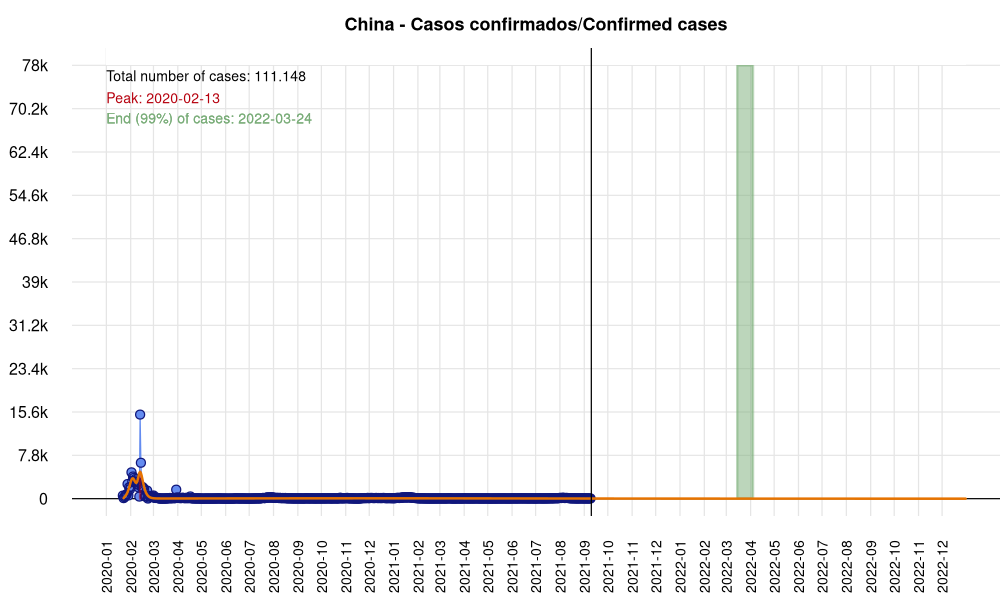 China - Casos confirmados/Confirmed cases
Total number of cases: 111.148
Peak: 2020-02-13
End (99%) of cases: 2022-03-24
78k
70.2k
62.4k
54.6k
46.8k
39k
31.2k
23.4k
15.6k
7.8k
0
2020-01
2020-02
2020-03
2020-04
2020-05
2020-06
2020-07
2020-08
2020-09
2020-10
2020-11
2020-12
2021-01
2021-02
2021-03
2021-04
2021-05
2021-06
2021-07
2021-08
2021-09
2021-10
2021-11
2021-12
2022-01
2022-02
2022-03
2022-04
2022-05
2022-06
2022-07
2022-08
2022-09
2022-10
2022-11
2022-12